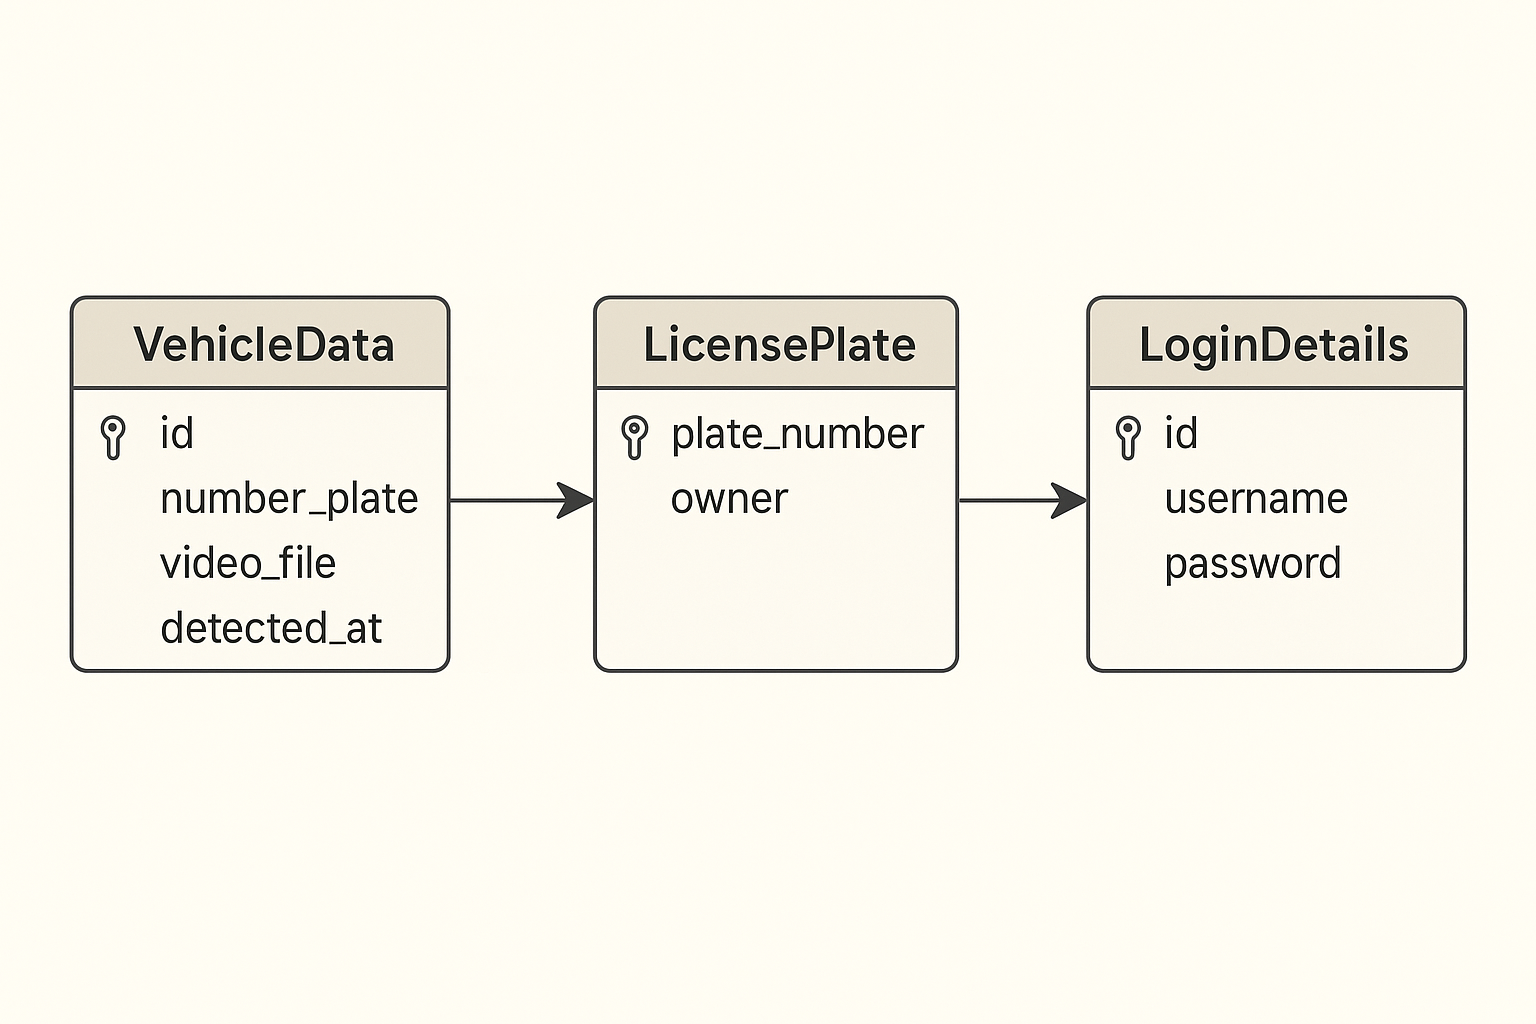 VehicleData
id
number_plate
video_file
detected_at
LicensePlate
plate_number
owner
LoginDetails
id
username
password